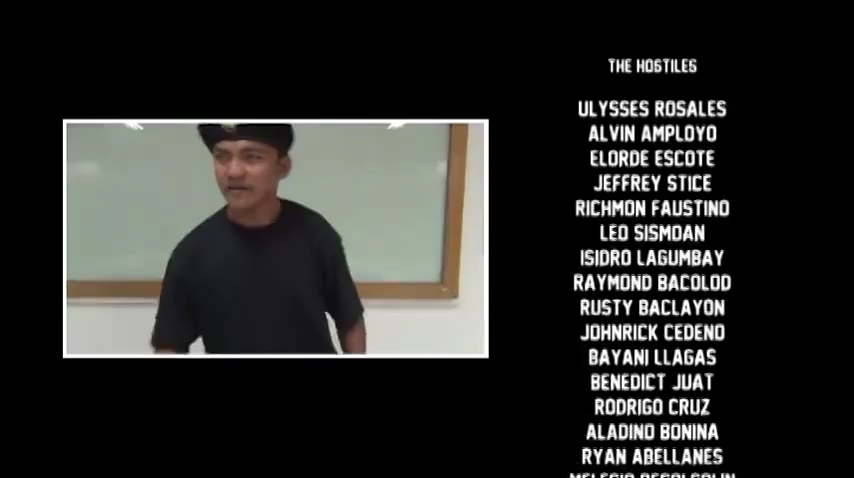 THE HOSTILES
ULYSSES ROSALES
ALVIN AMPLOYO
ELORDE ESCOTE
JEFFREY STICE
RICHMON FAUSTINO
LEO SISMOAN
ISIDRO LAGUMBAY
RAYMOND BACOLOD
RUSTY BACLAYON
JOHNRICK CEDENO
BAYANI LLAGAS
BENEDICT JUAT
RODRIGO CRUZ
ALADINO BONINA
RYAN ABELLANES